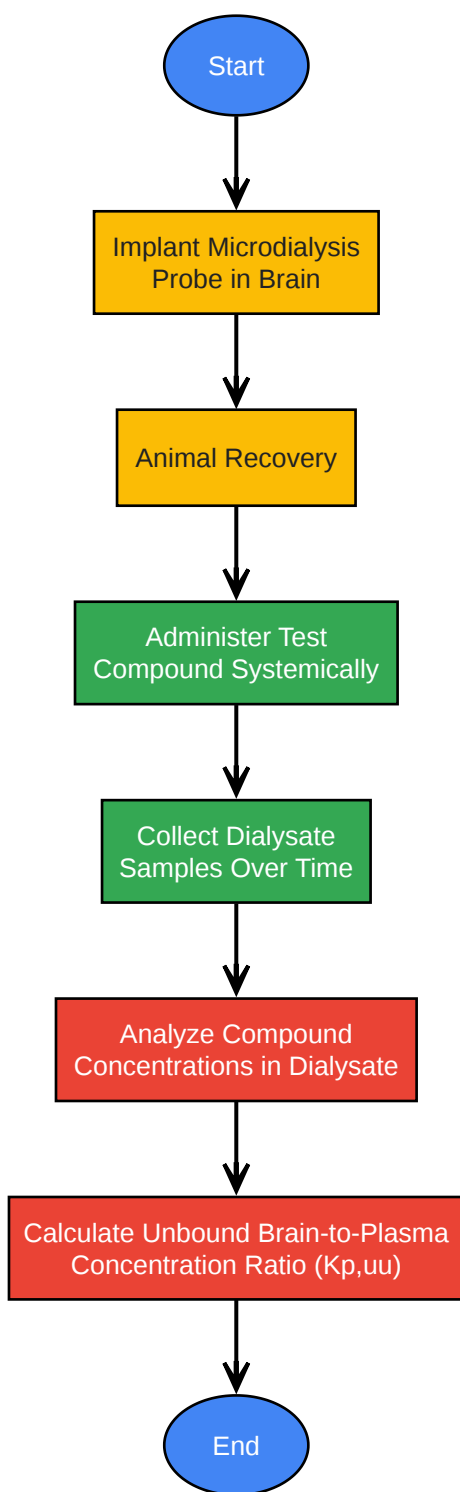 Start
Implant Microdialysis
Probe in Brain
Animal Recovery
Administer Test
Compound Systemically
Collect Dialysate
Samples Over Time
Analyze Compound
Concentrations in Dialysate
Calculate Unbound Brain-to-Plasma
Concentration Ratio (Kp,uu)
End